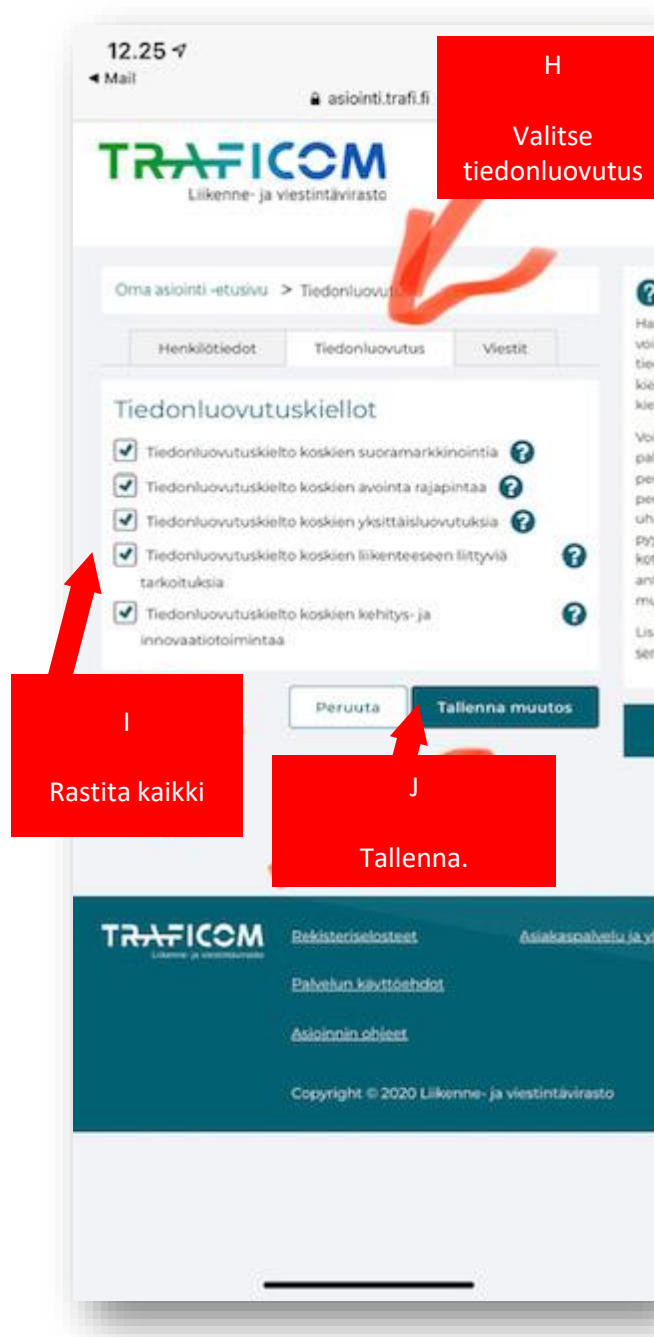 12.25
◄ Mail
asiointi.trafi.fi
H
Valitse
tiedonluovutus
TRAFICOM
Liikenne- ja viestintävirasto
Oma asiointi -etusivu > Tiedonluovutus
Henkilötiedot
Tiedonluovutus
Viestit
Tiedonluovutuskiellot
Tiedonluovutuskielto koskien suoramarkkinointia ?
Tiedonluovutuskielto koskien avointa rajapintaa ?
Tiedonluovutuskielto koskien yksittäisluovutuksia ?
Tiedonluovutuskielto koskien liikenteeseen liittyviä ?
tarkoituksia
Tiedonluovutuskielto koskien kehitys- ja ?
innovaatiotoimintaa
Peruuta
Tallenna muutos
I
Rastita kaikki
J
Tallenna.
TRAFICOM
Liikenne- ja viestintävirasto
Rekisteriselosteet
Asiakaspalvelu ja
Palvelun käyttöehdot
Asioinnin ohjeet
Copyright © 2020 Liikenne- ja viestintävirasto